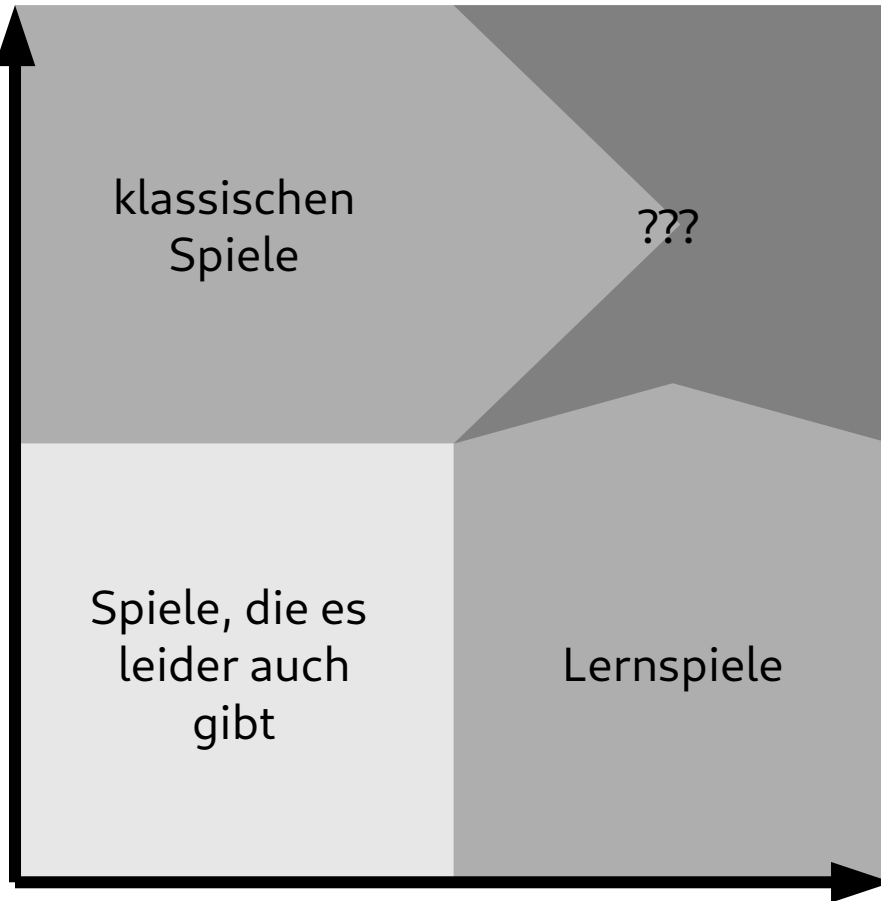 klassischen
Spiele
???
Spiele, die es
leider auch
gibt
Lernspiele